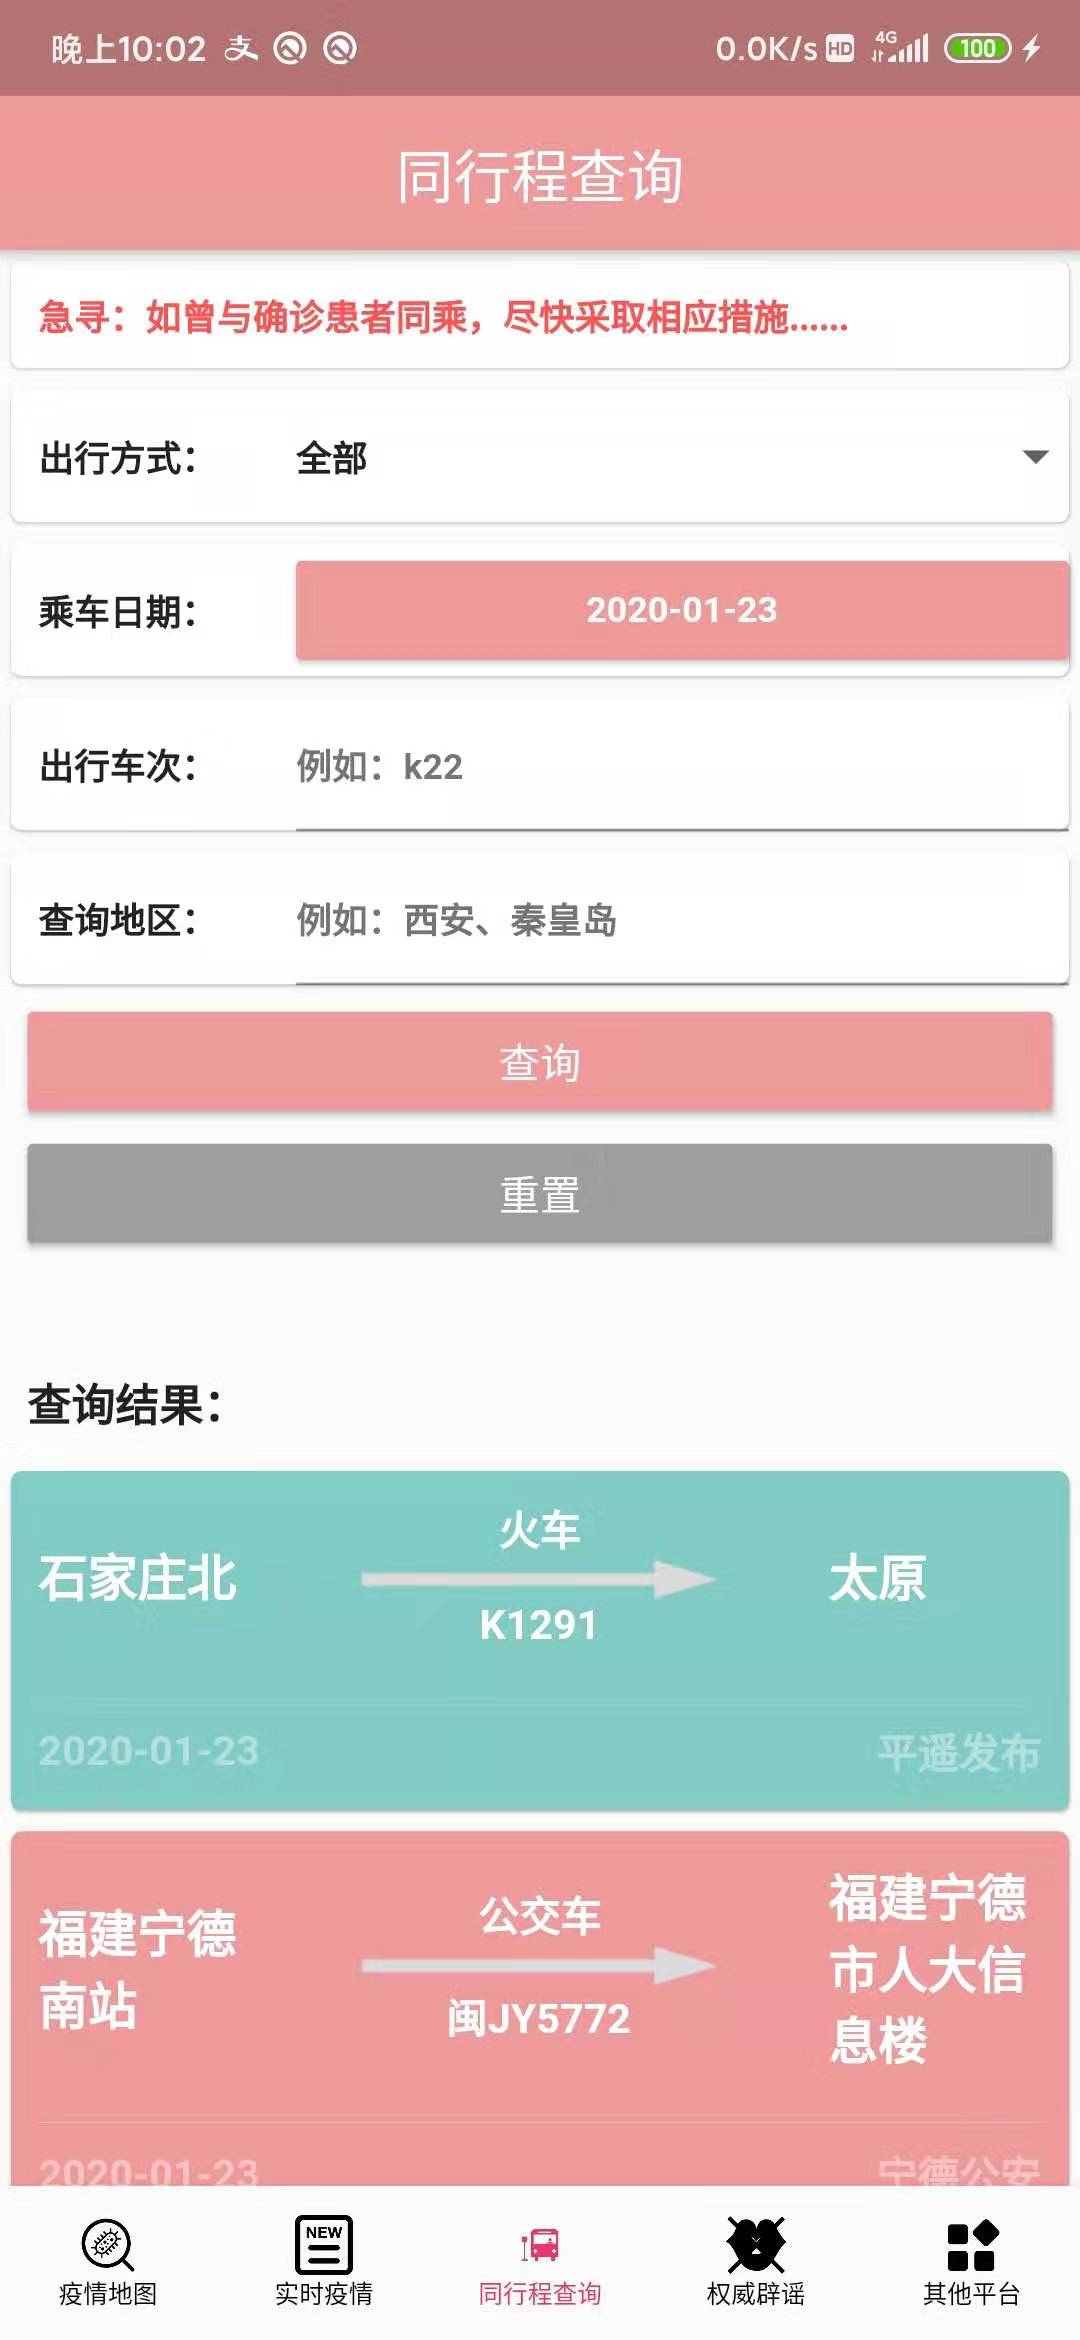 晚上10:02 支 0.0K/s HD 4G 100
同行程查询
急寻：如曾与确诊患者同乘，尽快采取相应措施......
出行方式： 全部
乘车日期： 2020-01-23
出行车次： 例如：k22
查询地区： 例如：西安、秦皇岛
查询
重置
查询结果：
火车
石家庄北 太原
K1291
2020-01-23 平遥发布
公交车
福建宁德
南站
福建宁德
市人大信
息楼
闽JY5772
2020-01-23 宁德公安
NEW
疫情地图 实时疫情 同行程查询 权威辟谣 其他平台